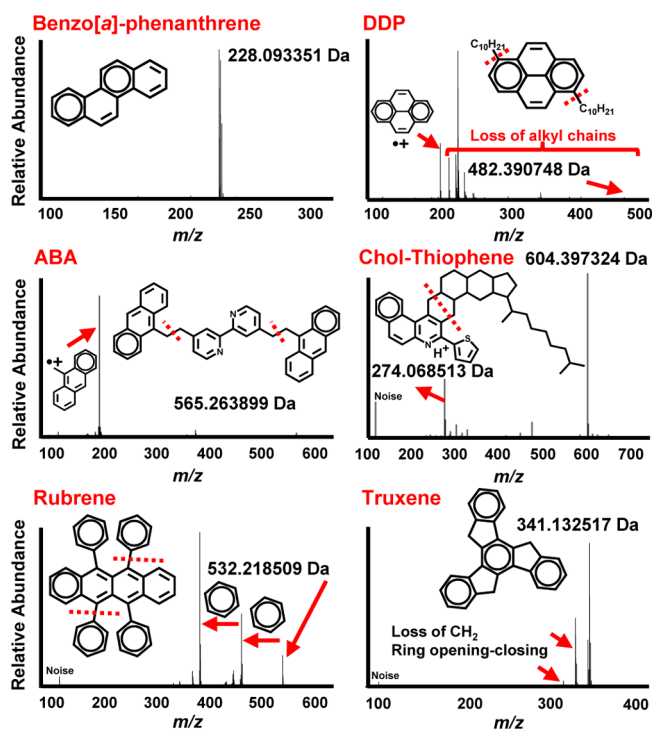 Benzo[a]-phenanthrene
228.093351 Da
Relative Abundance
100 150 200 250 300
m/z
DDP
C10H21
C10H21
•+
Loss of alkyl chains
482.390748 Da
100 200 300 400 500
m/z
ABA
•+
N
N
565.263899 Da
Relative Abundance
100 200 300 400 500 600
m/z
Chol-Thiophene
604.397324 Da
S
N
H+
274.068513 Da
Noise
100 200 300 400 500 600 700
m/z
Rubrene
532.218509 Da
Relative Abundance
Noise
100 200 300 400 500 600
m/z
Truxene
341.132517 Da
Loss of CH2
Ring opening-closing
Noise
100 200 300 400
m/z